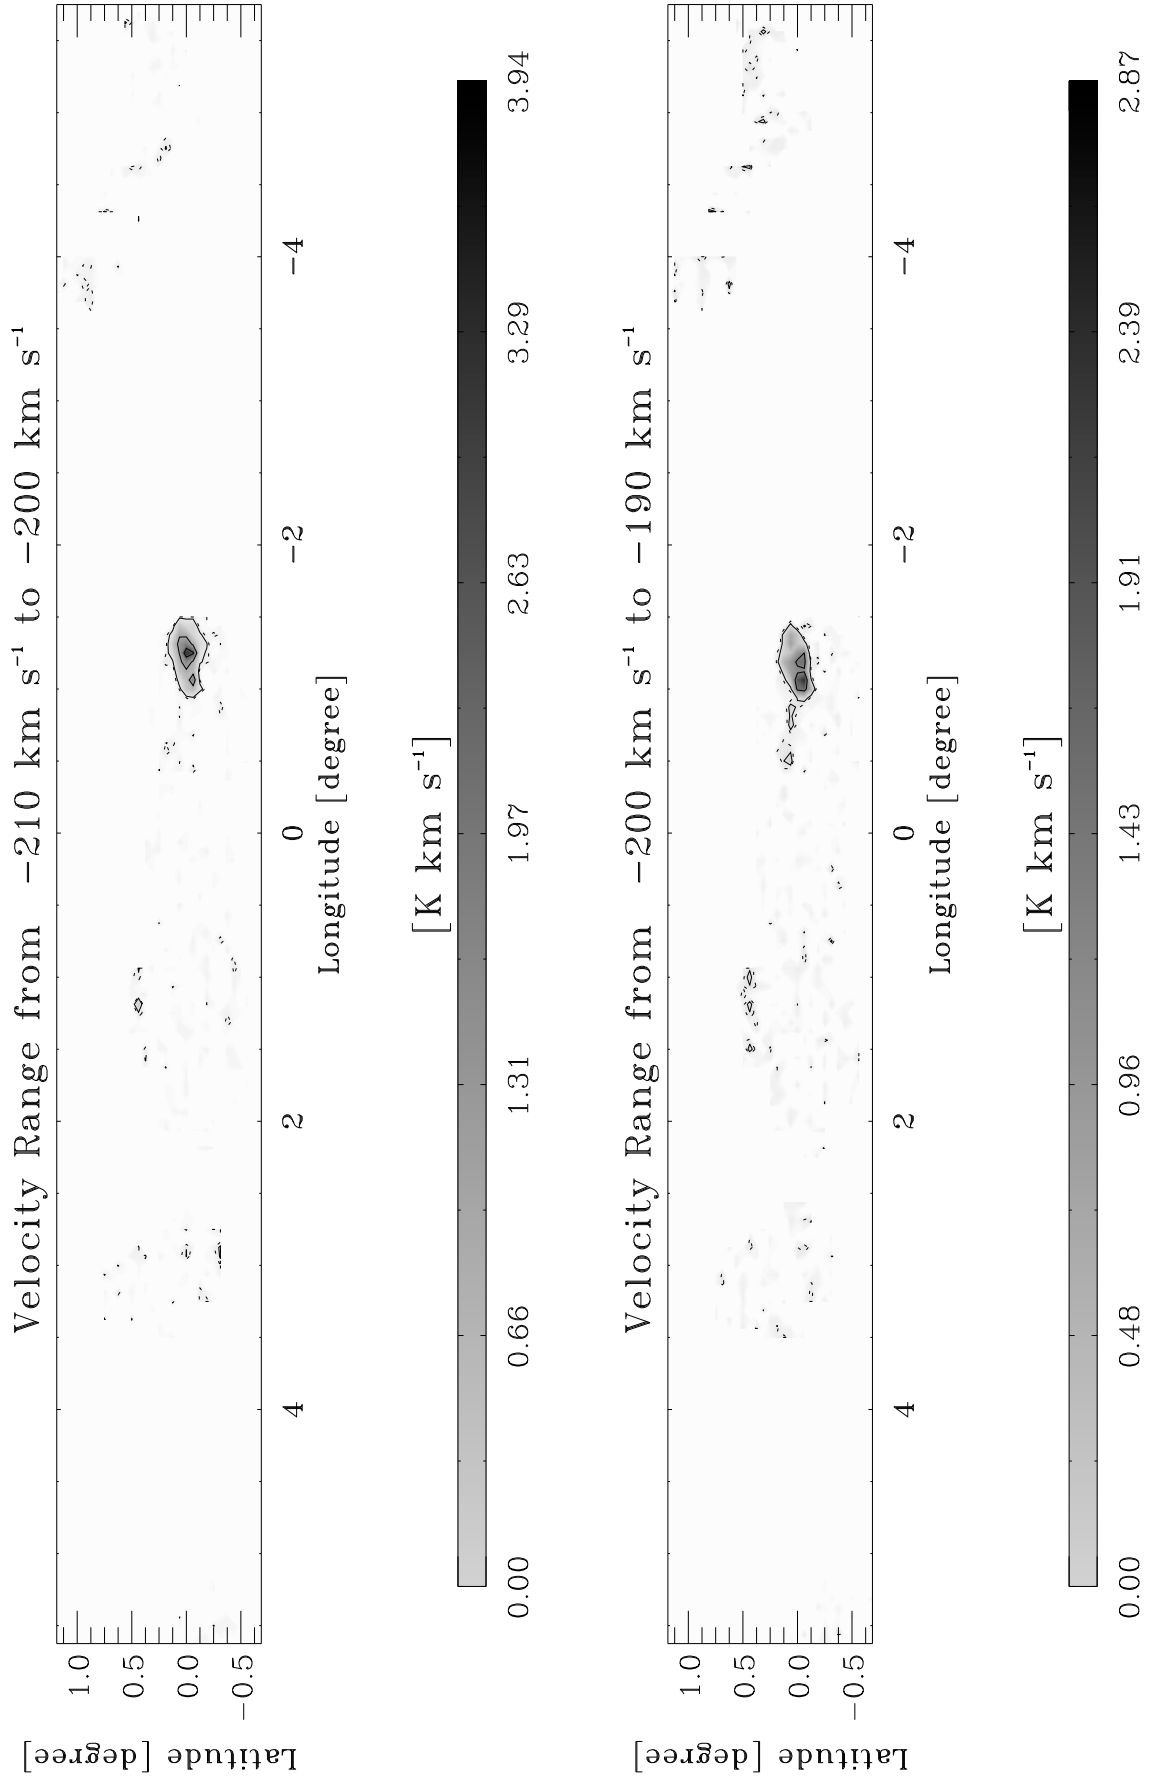 Velocity Range from −210 km s−1 to −200 km s−1
Latitude [degree]
1.0
0.5
0.0
−0.5
4 2 0 −2 −4
Longitude [degree]
[K km s−1]
0.00 0.66 1.31 1.97 2.63 3.29 3.94
Velocity Range from −200 km s−1 to −190 km s−1
Latitude [degree]
1.0
0.5
0.0
−0.5
4 2 0 −2 −4
Longitude [degree]
[K km s−1]
0.00 0.48 0.96 1.43 1.91 2.39 2.87